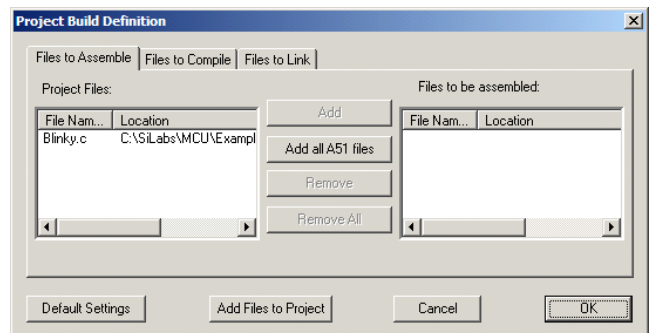 Project Build Definition
Files to Assemble Files to Compile Files to Link
Project Files:
Files to be assembled:
File Nam... Location
Blinky.c C:\SiLabs\MCU\Exampl
Add
Add all A51 files
Remove
Remove All
File Nam... Location
Default Settings Add Files to Project Cancel OK